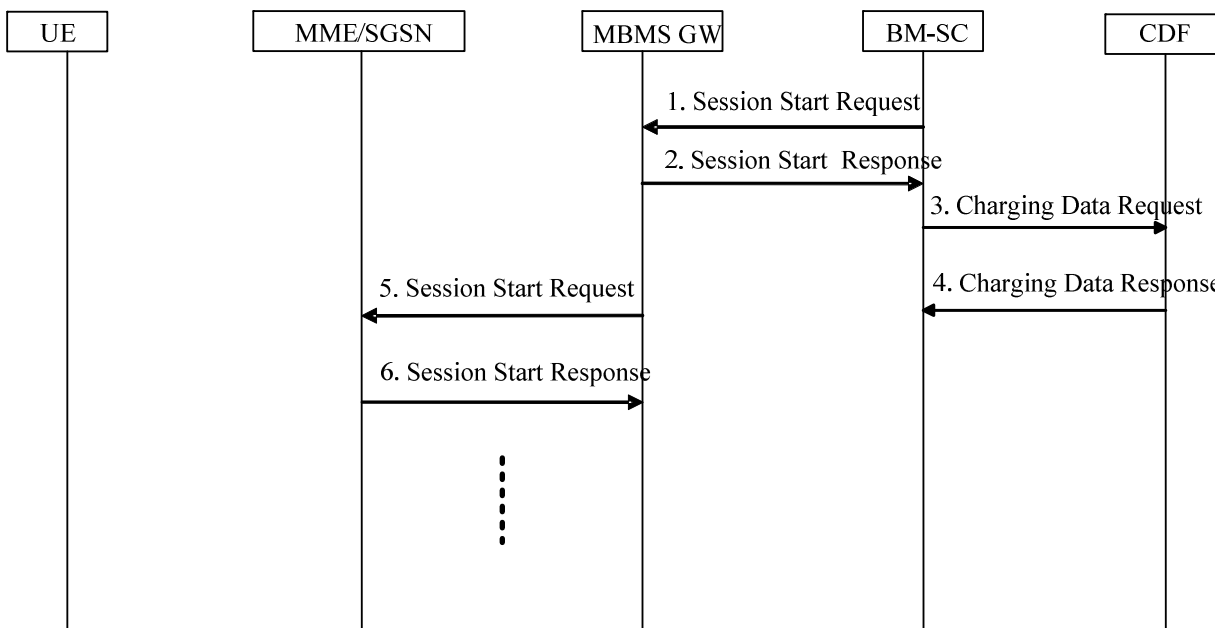 UE
MME/SGSN
MBMS GW
BM-SC
CDF
1. Session Start Request
2. Session Start Response
3. Charging Data Request
4. Charging Data Response
5. Session Start Request
6. Session Start Response